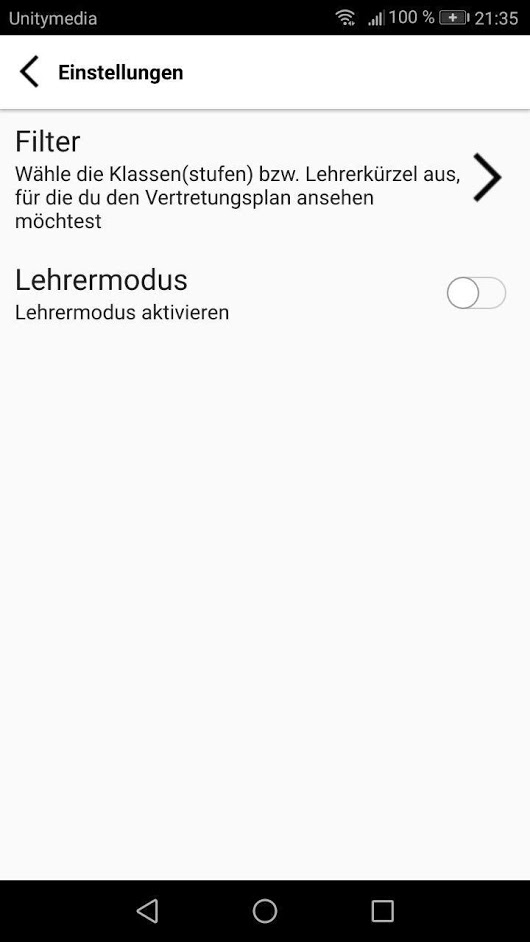 Unitymedia 100 % 21:35
Einstellungen
Filter
Wähle die Klassen(stufen) bzw. Lehrerkürzel aus,
für die du den Vertretungsplan ansehen
möchtest
Lehrermodus
Lehrermodus aktivieren